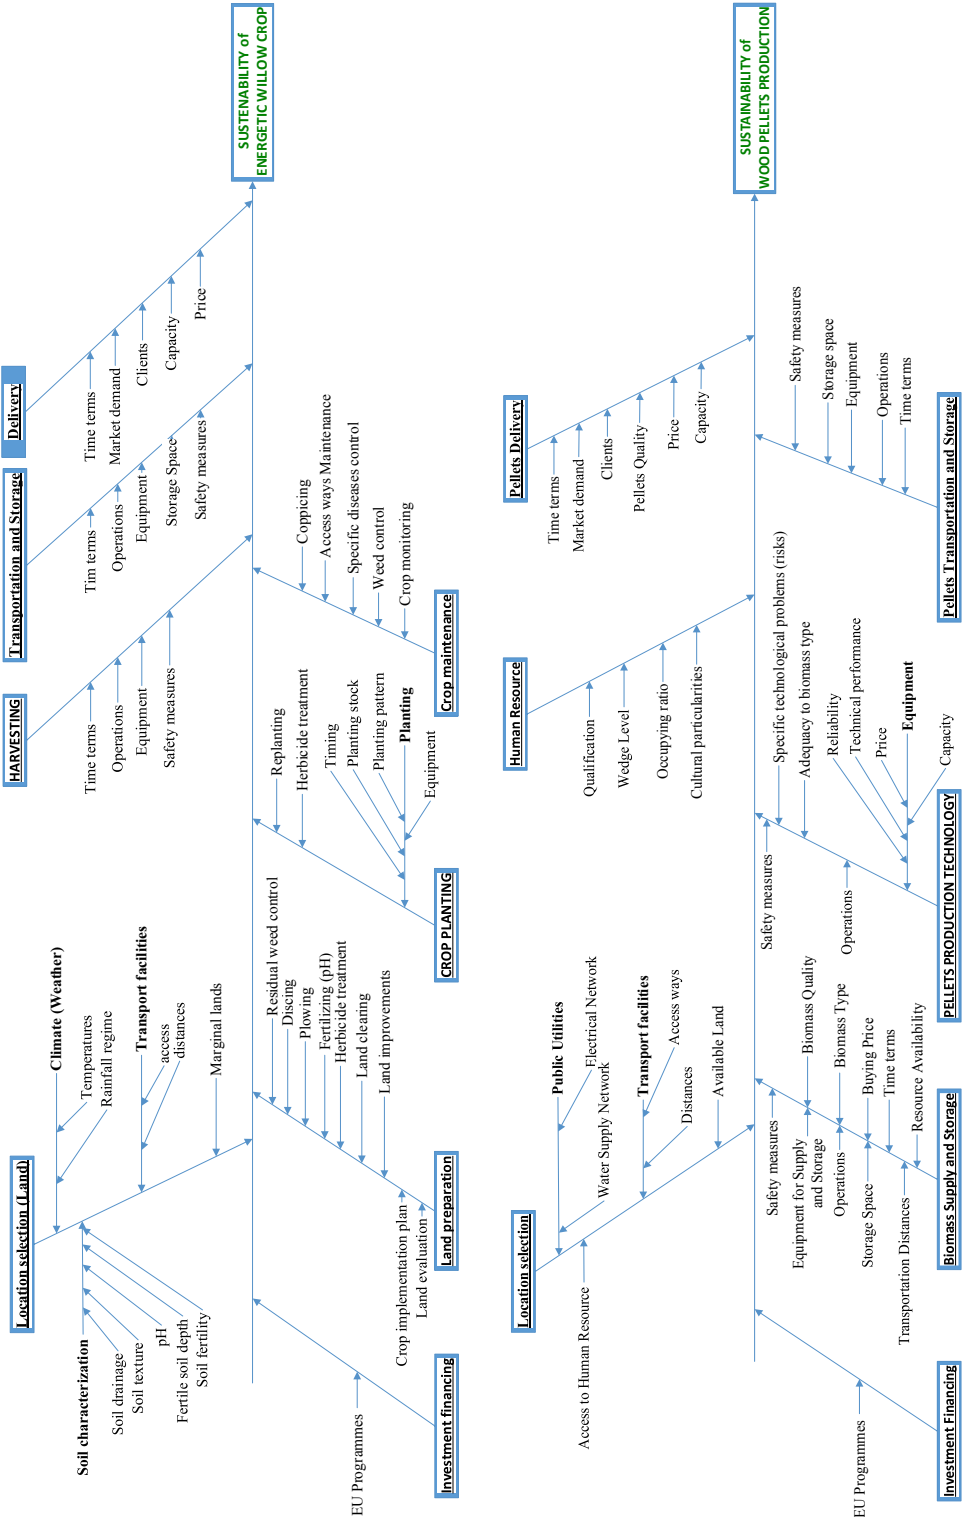 Location selection (Land)
Climate (Weather)
Temperatures
Rainfall regime
Soil characterization
Soil drainage
Soil texture
pH
Fertile soil depth
Soil fertility
Transport facilities
access
distances
Marginal lands
HARVESTING
Time terms
Operations
Equipment
Safety measures
Transportation and Storage
Tim terms
Operations
Equipment
Storage Space
Safety measures
Delivery
Time terms
Market demand
Clients
Capacity
Price
SUSTENABILITY of
ENERGETIC WILLOW CROP
Investment financing
EU Programmes
Land preparation
Residual weed control
Discing
Plowing
Fertilizing (pH)
Herbicide treatment
Land clearing
Land improvements
Crop implementation plan
Land evaluation
CROP PLANTING
Replanting
Herbicide treatment
Timing
Planting stock
Planting pattern
Planting
Equipment
Crop maintenance
Coppicing
Access ways Maintenance
Specific diseases control
Weed control
Crop monitoring
Location selection
Public Utilities
Electrical Network
Water Supply Network
Access to Human Resource
Transport facilities
Access ways
Distances
Available Land
Human Resource
Qualification
Wedge Level
Occupying ratio
Cultural particularities
Pellets Delivery
Time terms
Market demand
Clients
Pellets Quality
Price
Capacity
SUSTAINABILITY of
WOOD PELLETS PRODUCTION
Investment Financing
EU Programmes
Biomass Supply and Storage
Safety measures
Equipment for Supply
and Storage
Operations
Storage Space
Transportation Distances
Biomass Quality
Biomass Type
Buying Price
Time terms
Resource Availability
PELLETS PRODUCTION TECHNOLOGY
Safety measures
Operations
Specific technological problems (risks)
Adequacy to biomass type
Reliability
Technical performance
Price
Equipment
Capacity
Pellets Transportation and Storage
Safety measures
Storage space
Equipment
Operations
Time terms